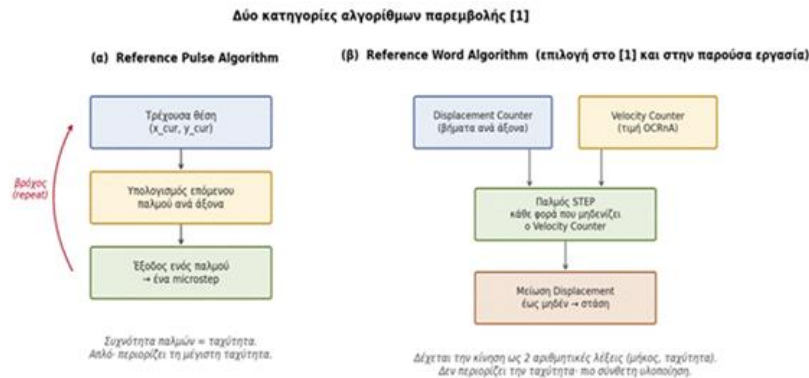 Δύο κατηγορίες αλγορίθμων παρεμβολής [1]
(α) Reference Pulse Algorithm
Τρέχουσα θέση
(x_cur, y_cur)
βρόχος
(repeat)
Υπολογισμός επόμενου
παλμού ανά άξονα
Έξοδος ενός παλμού
→ ένα microstep
Συχνότητα παλμών = ταχύτητα.
Απλό· περιορίζει τη μέγιστη ταχύτητα.
(β) Reference Word Algorithm (επιλογή στο [1] και στην παρούσα εργασία)
Displacement Counter
(βήματα ανά άξονα)
Velocity Counter
(τιμή OCRnA)
Παλμός STEP
κάθε φορά που μηδενίζει
ο Velocity Counter
Μείωση Displacement
έως μηδέν → στάση
Δέχεται την κίνηση ως 2 αριθμητικές λέξεις (μήκος, ταχύτητα).
Δεν περιορίζει την ταχύτητα· πιο σύνθετη υλοποίηση.